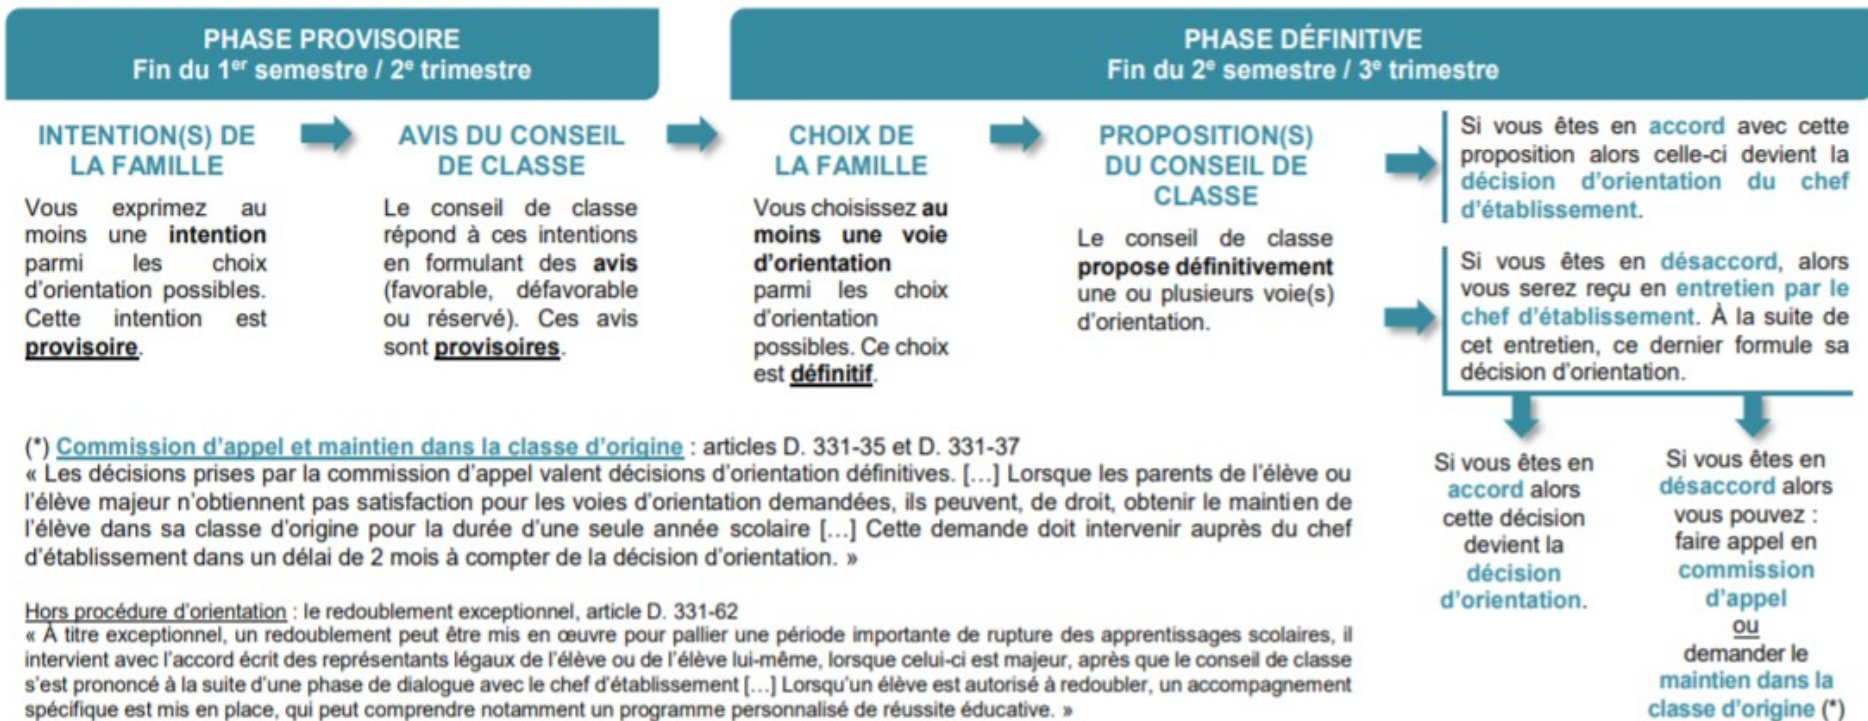 PHASE PROVISOIRE
Fin du 1er semestre / 2e trimestre
PHASE DÉFINITIVE
Fin du 2e semestre / 3e trimestre
INTENTION(S) DE
LA FAMILLE
Vous exprimez au
moins une intention
parmi les choix
d'orientation possibles.
Cette intention est
provisoire.
AVIS DU CONSEIL
DE CLASSE
Le conseil de classe
répond à ces intentions
en formulant des avis
(favorable, défavorable
ou réservé). Ces avis
sont provisoires.
CHOIX DE
LA FAMILLE
Vous choisissez au
moins une voie
d'orientation
parmi les choix
d'orientation
possibles. Ce choix
est définitif.
PROPOSITION(S)
DU CONSEIL DE
CLASSE
Le conseil de classe
propose définitivement
une ou plusieurs voie(s)
d'orientation.
Si vous êtes en accord avec cette
proposition alors celle-ci devient la
décision d'orientation du chef
d'établissement.
Si vous êtes en désaccord, alors
vous serez reçu en entretien par le
chef d'établissement. À la suite de
cet entretien, ce dernier formule sa
décision d'orientation.
Si vous êtes en
accord alors
cette décision
devient la
décision
d'orientation.
Si vous êtes en
désaccord alors
vous pouvez :
faire appel en
commission
d'appel
ou
demander le
maintien dans la
classe d'origine (*)
(*) Commission d'appel et maintien dans la classe d'origine : articles D. 331-35 et D. 331-37
« Les décisions prises par la commission d'appel valent décisions d'orientation définitives. [...] Lorsque les parents de l'élève ou
l'élève majeur n'obtiennent pas satisfaction pour les voies d'orientation demandées, ils peuvent, de droit, obtenir le maintien de
l'élève dans sa classe d'origine pour la durée d'une seule année scolaire [...] Cette demande doit intervenir auprès du chef
d'établissement dans un délai de 2 mois à compter de la décision d'orientation. »
Hors procédure d'orientation : le redoublement exceptionnel, article D. 331-62
« À titre exceptionnel, un redoublement peut être mis en œuvre pour pallier une période importante de rupture des apprentissages scolaires, il
intervient avec l'accord écrit des représentants légaux de l'élève ou de l'élève lui-même, lorsque celui-ci est majeur, après que le conseil de classe
s'est prononcé à la suite d'une phase de dialogue avec le chef d'établissement [...] Lorsqu'un élève est autorisé à redoubler, un accompagnement
spécifique est mis en place, qui peut comprendre notamment un programme personnalisé de réussite éducative. »